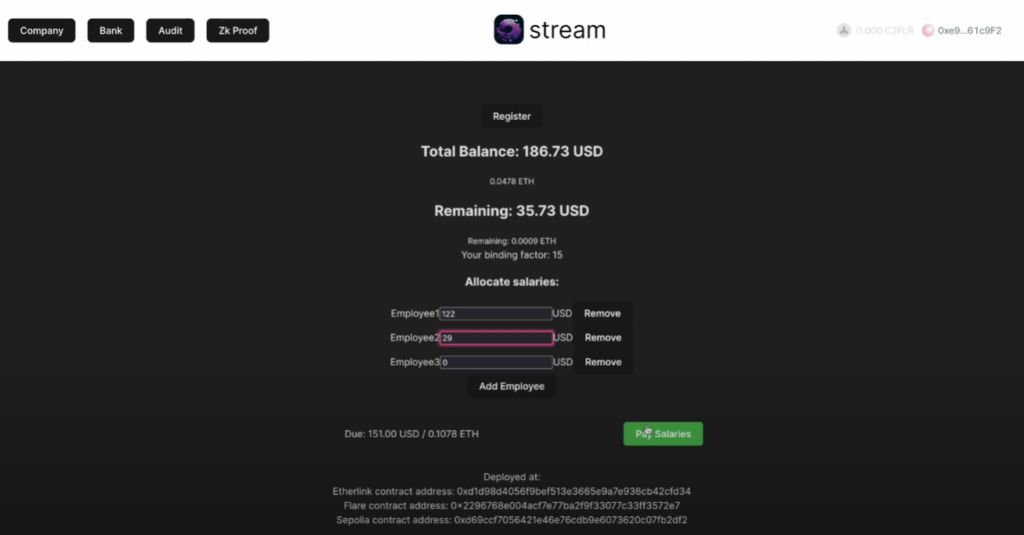 Company Bank Audit Zk Proof stream 0.000 C2FLR 0xe9...61c9F2
Register
Total Balance: 186.73 USD
0.0478 ETH
Remaining: 35.73 USD
Remaining: 0.0009 ETH
Your binding factor: 15
Allocate salaries:
Employee1 122 USD Remove
Employee2 29 USD Remove
Employee3 0 USD Remove
Add Employee
Due: 151.00 USD / 0.1078 ETH Pay Salaries
Deployed at:
Etherlink contract address: 0xd1d98d4056f9bef513e3665e9a7e936cb42cfd34
Flare contract address: 0x2296768e004acf7e77ba2f9f33077c33ff3572e7
Sepolia contract address: 0xd69ccf7056421e46e76cdb9e6073620c07fb2df2